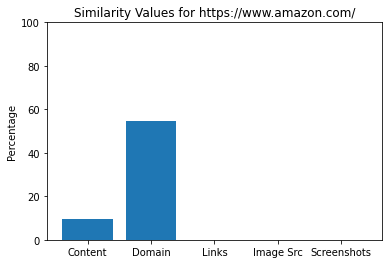 Similarity Values for https://www.amazon.com/
Percentage
100
80
60
40
20
0
Content Domain Links Image Src Screenshots